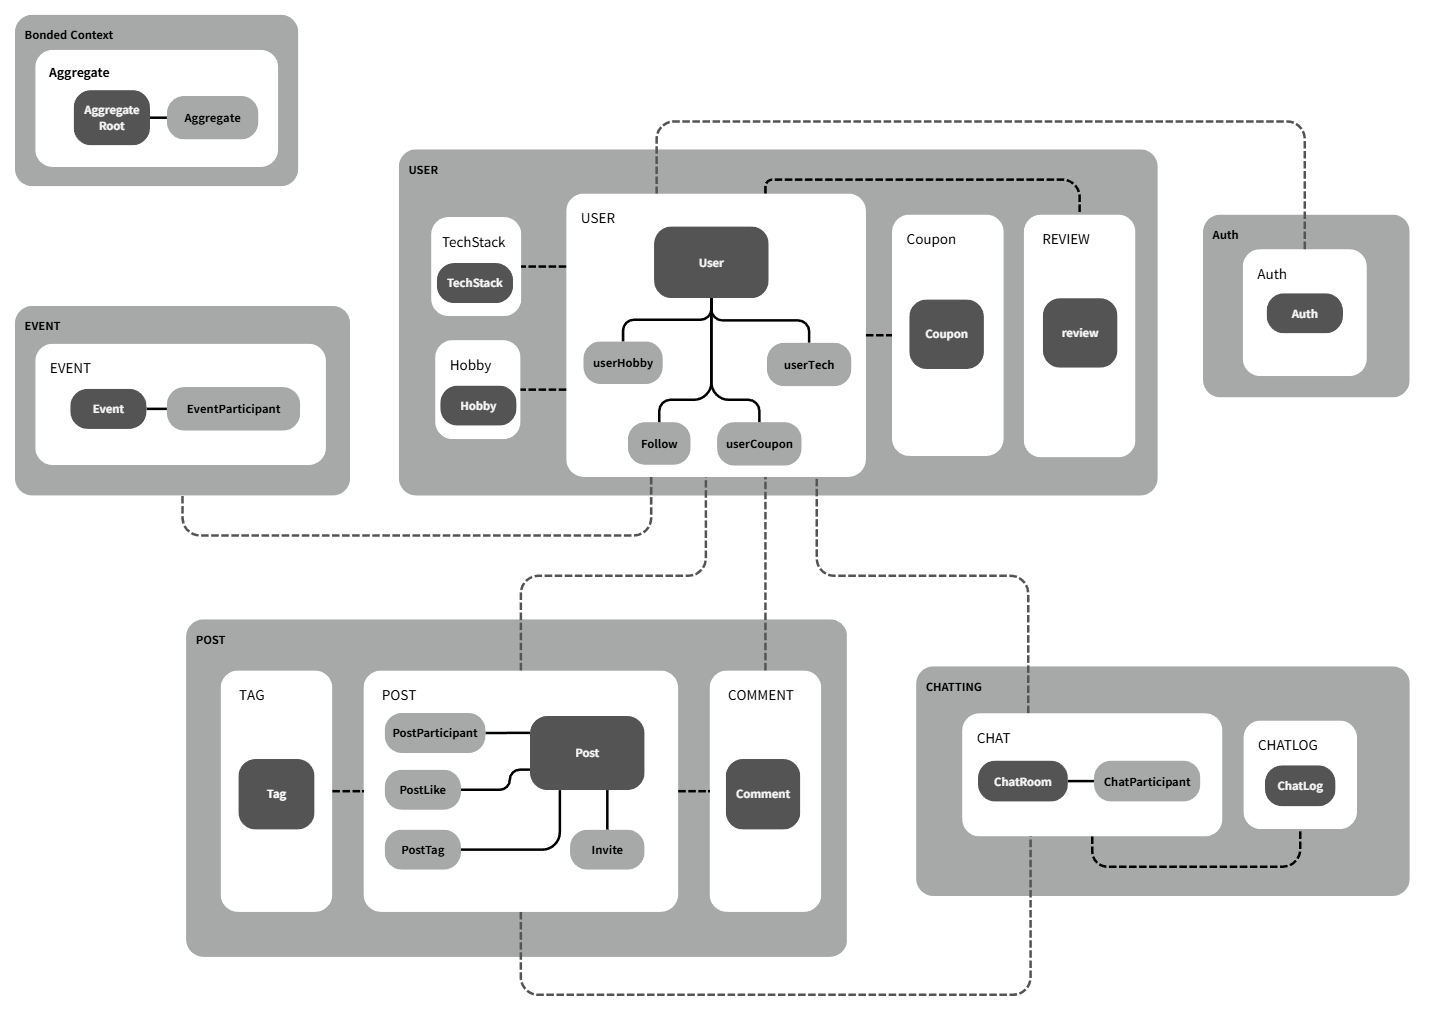 Bonded Context
Aggregate
Aggregate
Root
Aggregate
USER
TechStack
TechStack
Hobby
Hobby
USER
User
userHobby
userTech
Follow
userCoupon
Coupon
Coupon
REVIEW
review
Auth
Auth
Auth
EVENT
EVENT
Event
EventParticipant
POST
TAG
Tag
POST
PostParticipant
Post
PostLike
PostTag
Invite
COMMENT
Comment
CHATTING
CHAT
ChatRoom
ChatParticipant
CHATLOG
ChatLog